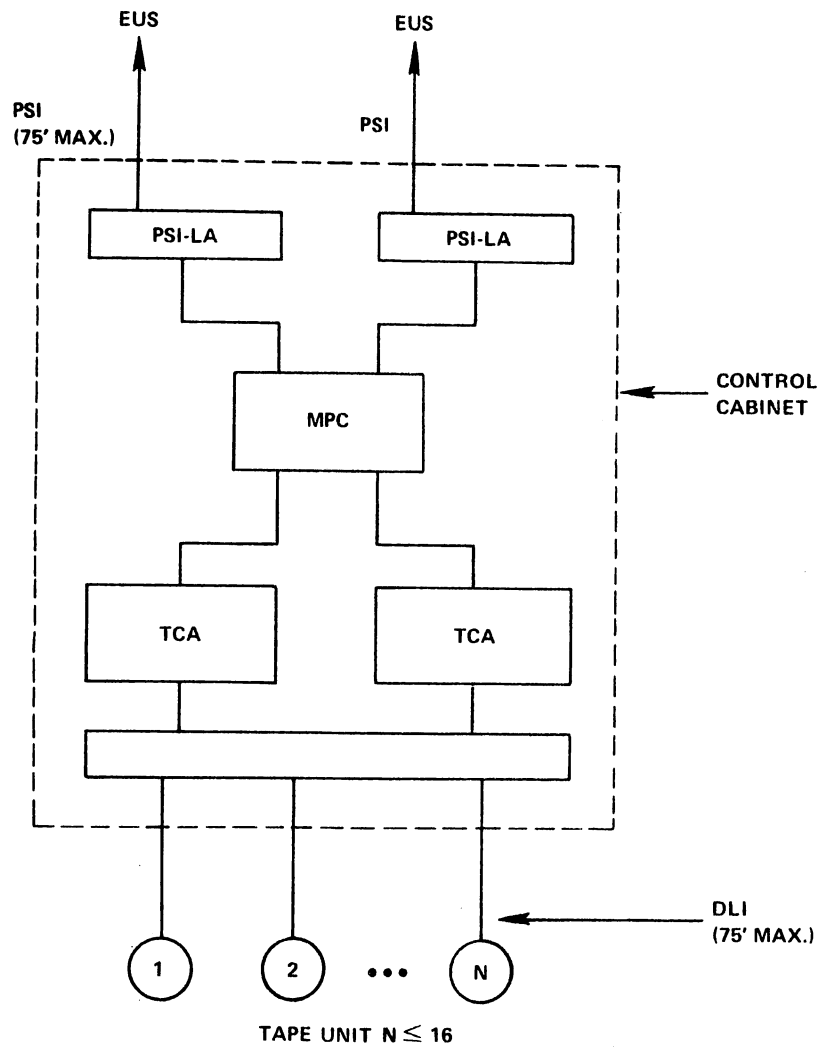 EUS
EUS
PSI
(75' MAX.)
PSI
PSI-LA
PSI-LA
CONTROL
CABINET
MPC
TCA
TCA
DLI
(75' MAX.)
1
2
•••
N
TAPE UNIT N ≤ 16